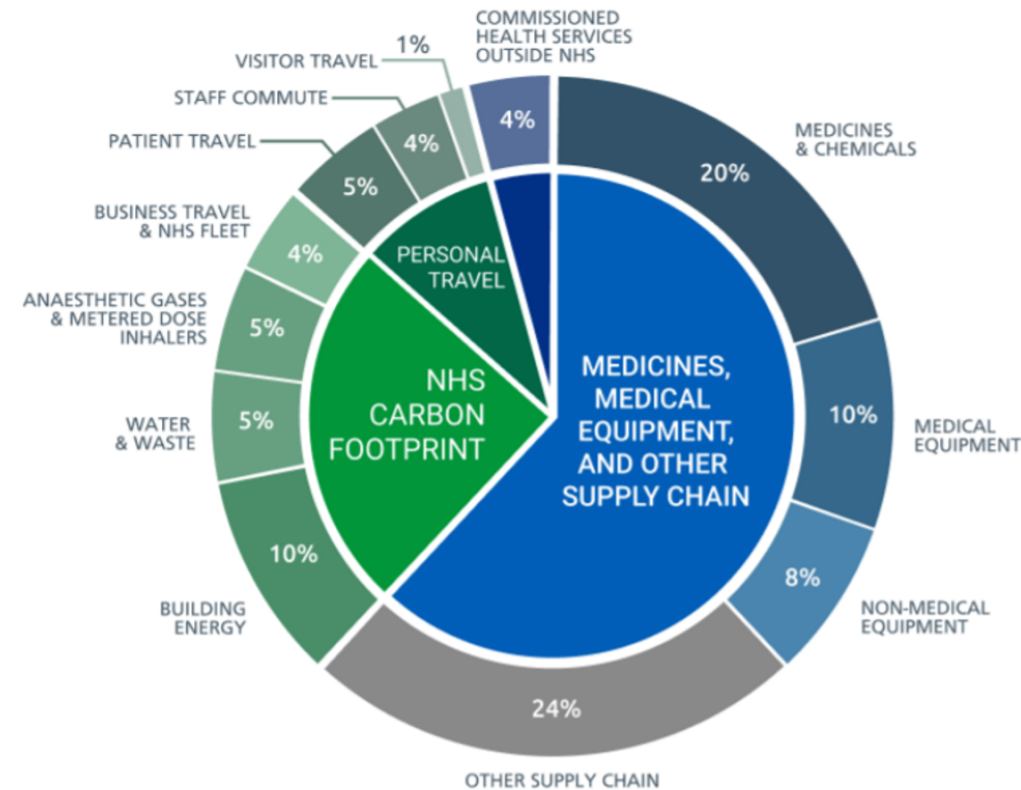 COMMISSIONED
HEALTH SERVICES
OUTSIDE NHS
4%
1%
VISITOR TRAVEL
STAFF COMMUTE
4%
PATIENT TRAVEL
5%
BUSINESS TRAVEL
& NHS FLEET
4%
ANAESTHETIC GASES
& METERED DOSE
INHALERS
5%
WATER
& WASTE
5%
BUILDING
ENERGY
10%
MEDICINES
& CHEMICALS
20%
MEDICAL
EQUIPMENT
10%
NON-MEDICAL
EQUIPMENT
8%
24%
OTHER SUPPLY CHAIN
PERSONAL
TRAVEL
NHS
CARBON
FOOTPRINT
MEDICINES,
MEDICAL
EQUIPMENT,
AND OTHER
SUPPLY CHAIN